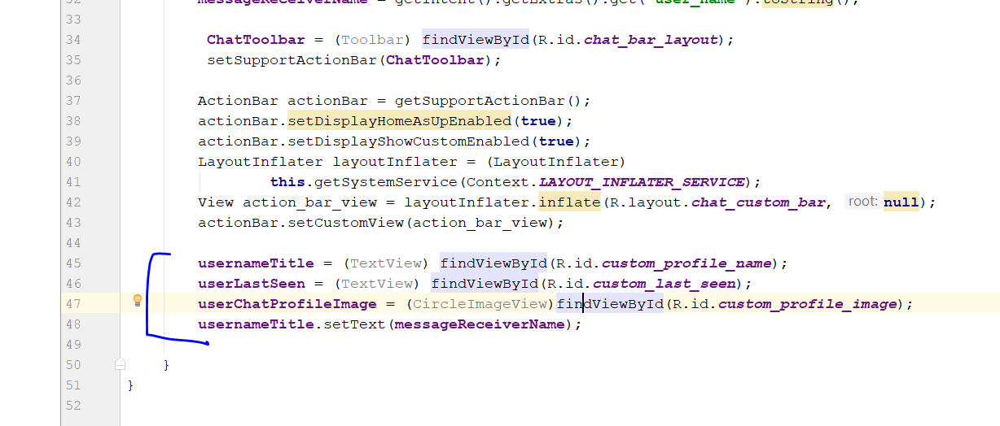 32 messageReceiverName = getIntent().getExtras().get("user_name").toString();
33
34 ChatToolbar = (Toolbar) findViewById(R.id.chat_bar_layout);
35 setSupportActionBar(ChatToolbar);
36
37 ActionBar actionBar = getSupportActionBar();
38 actionBar.setDisplayHomeAsUpEnabled(true);
39 actionBar.setDisplayShowCustomEnabled(true);
40 LayoutInflater layoutInflater = (LayoutInflater)
41 this.getSystemService(Context.LAYOUT_INFLATER_SERVICE);
42 View action_bar_view = layoutInflater.inflate(R.layout.chat_custom_bar, root: null);
43 actionBar.setCustomView(action_bar_view);
44
45 usernameTitle = (TextView) findViewById(R.id.custom_profile_name);
46 userLastSeen = (TextView) findViewById(R.id.custom_last_seen);
47 userChatProfileImage = (CircleImageView)findViewById(R.id.custom_profile_image);
48 usernameTitle.setText(messageReceiverName);
49
50 }
51 }
52